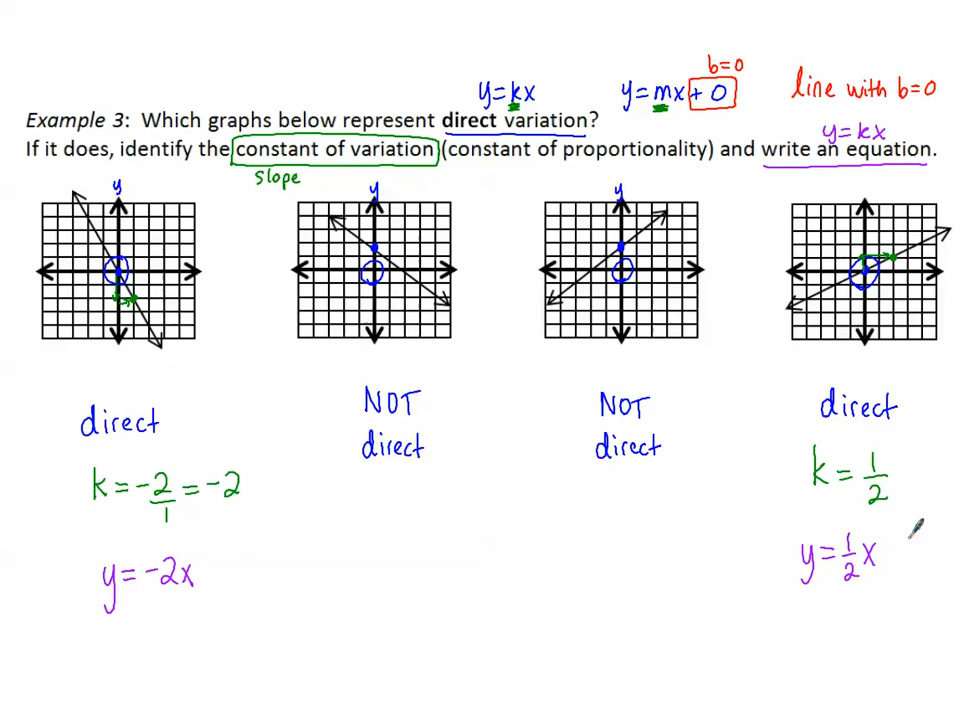 b=0
y=kx y=mx+0 line with b=0
Example 3: Which graphs below represent direct variation?
y=kx
If it does, identify the constant of variation (constant of proportionality) and write an equation.
slope
y y y
direct NOT direct NOT direct direct
k=-2/1=-2 k=1/2
y=-2x y=1/2x